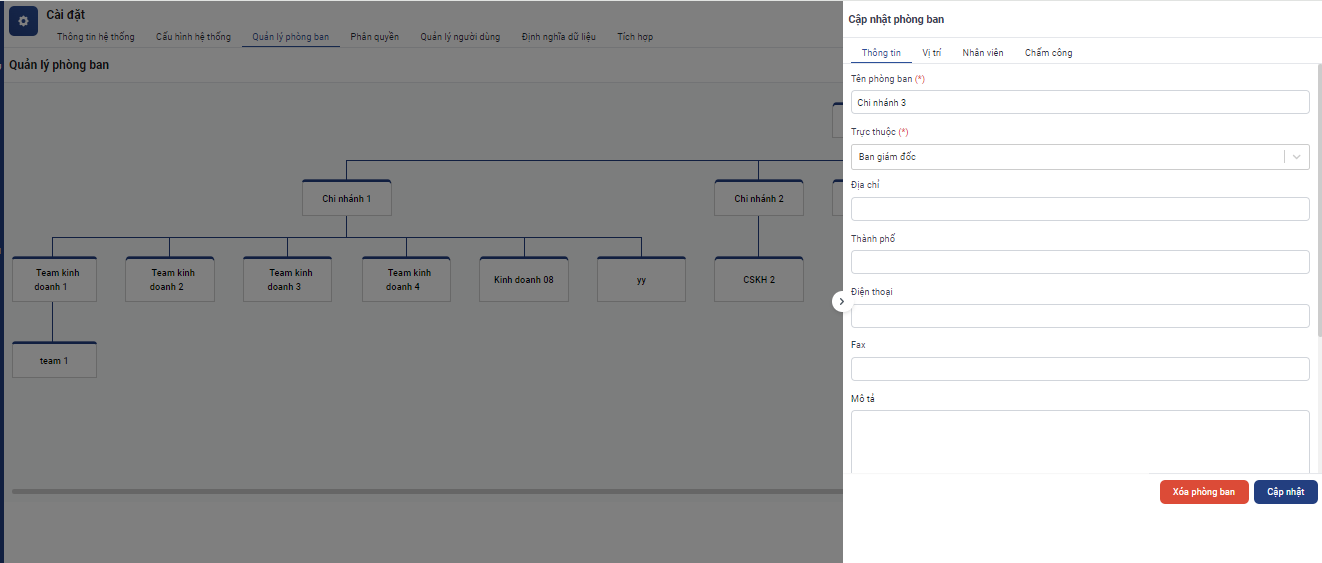 Cài đặt
Thông tin hệ thống
Cấu hình hệ thống
Quản lý phòng ban
Phân quyền
Quản lý người dùng
Định nghĩa dữ liệu
Tích hợp
Quản lý phòng ban
Chi nhánh 1
Chi nhánh 2
Team kinh
doanh 1
Team kinh
doanh 2
Team kinh
doanh 3
Team kinh
doanh 4
Kinh doanh 08
yy
CSKH 2
team 1
Cập nhật phòng ban
Thông tin
Vị trí
Nhân viên
Chấm công
Tên phòng ban (*)
Chi nhánh 3
Trực thuộc (*)
Ban giám đốc
Địa chỉ
Thành phố
Điện thoại
Fax
Mô tả
Xóa phòng ban
Cập nhật